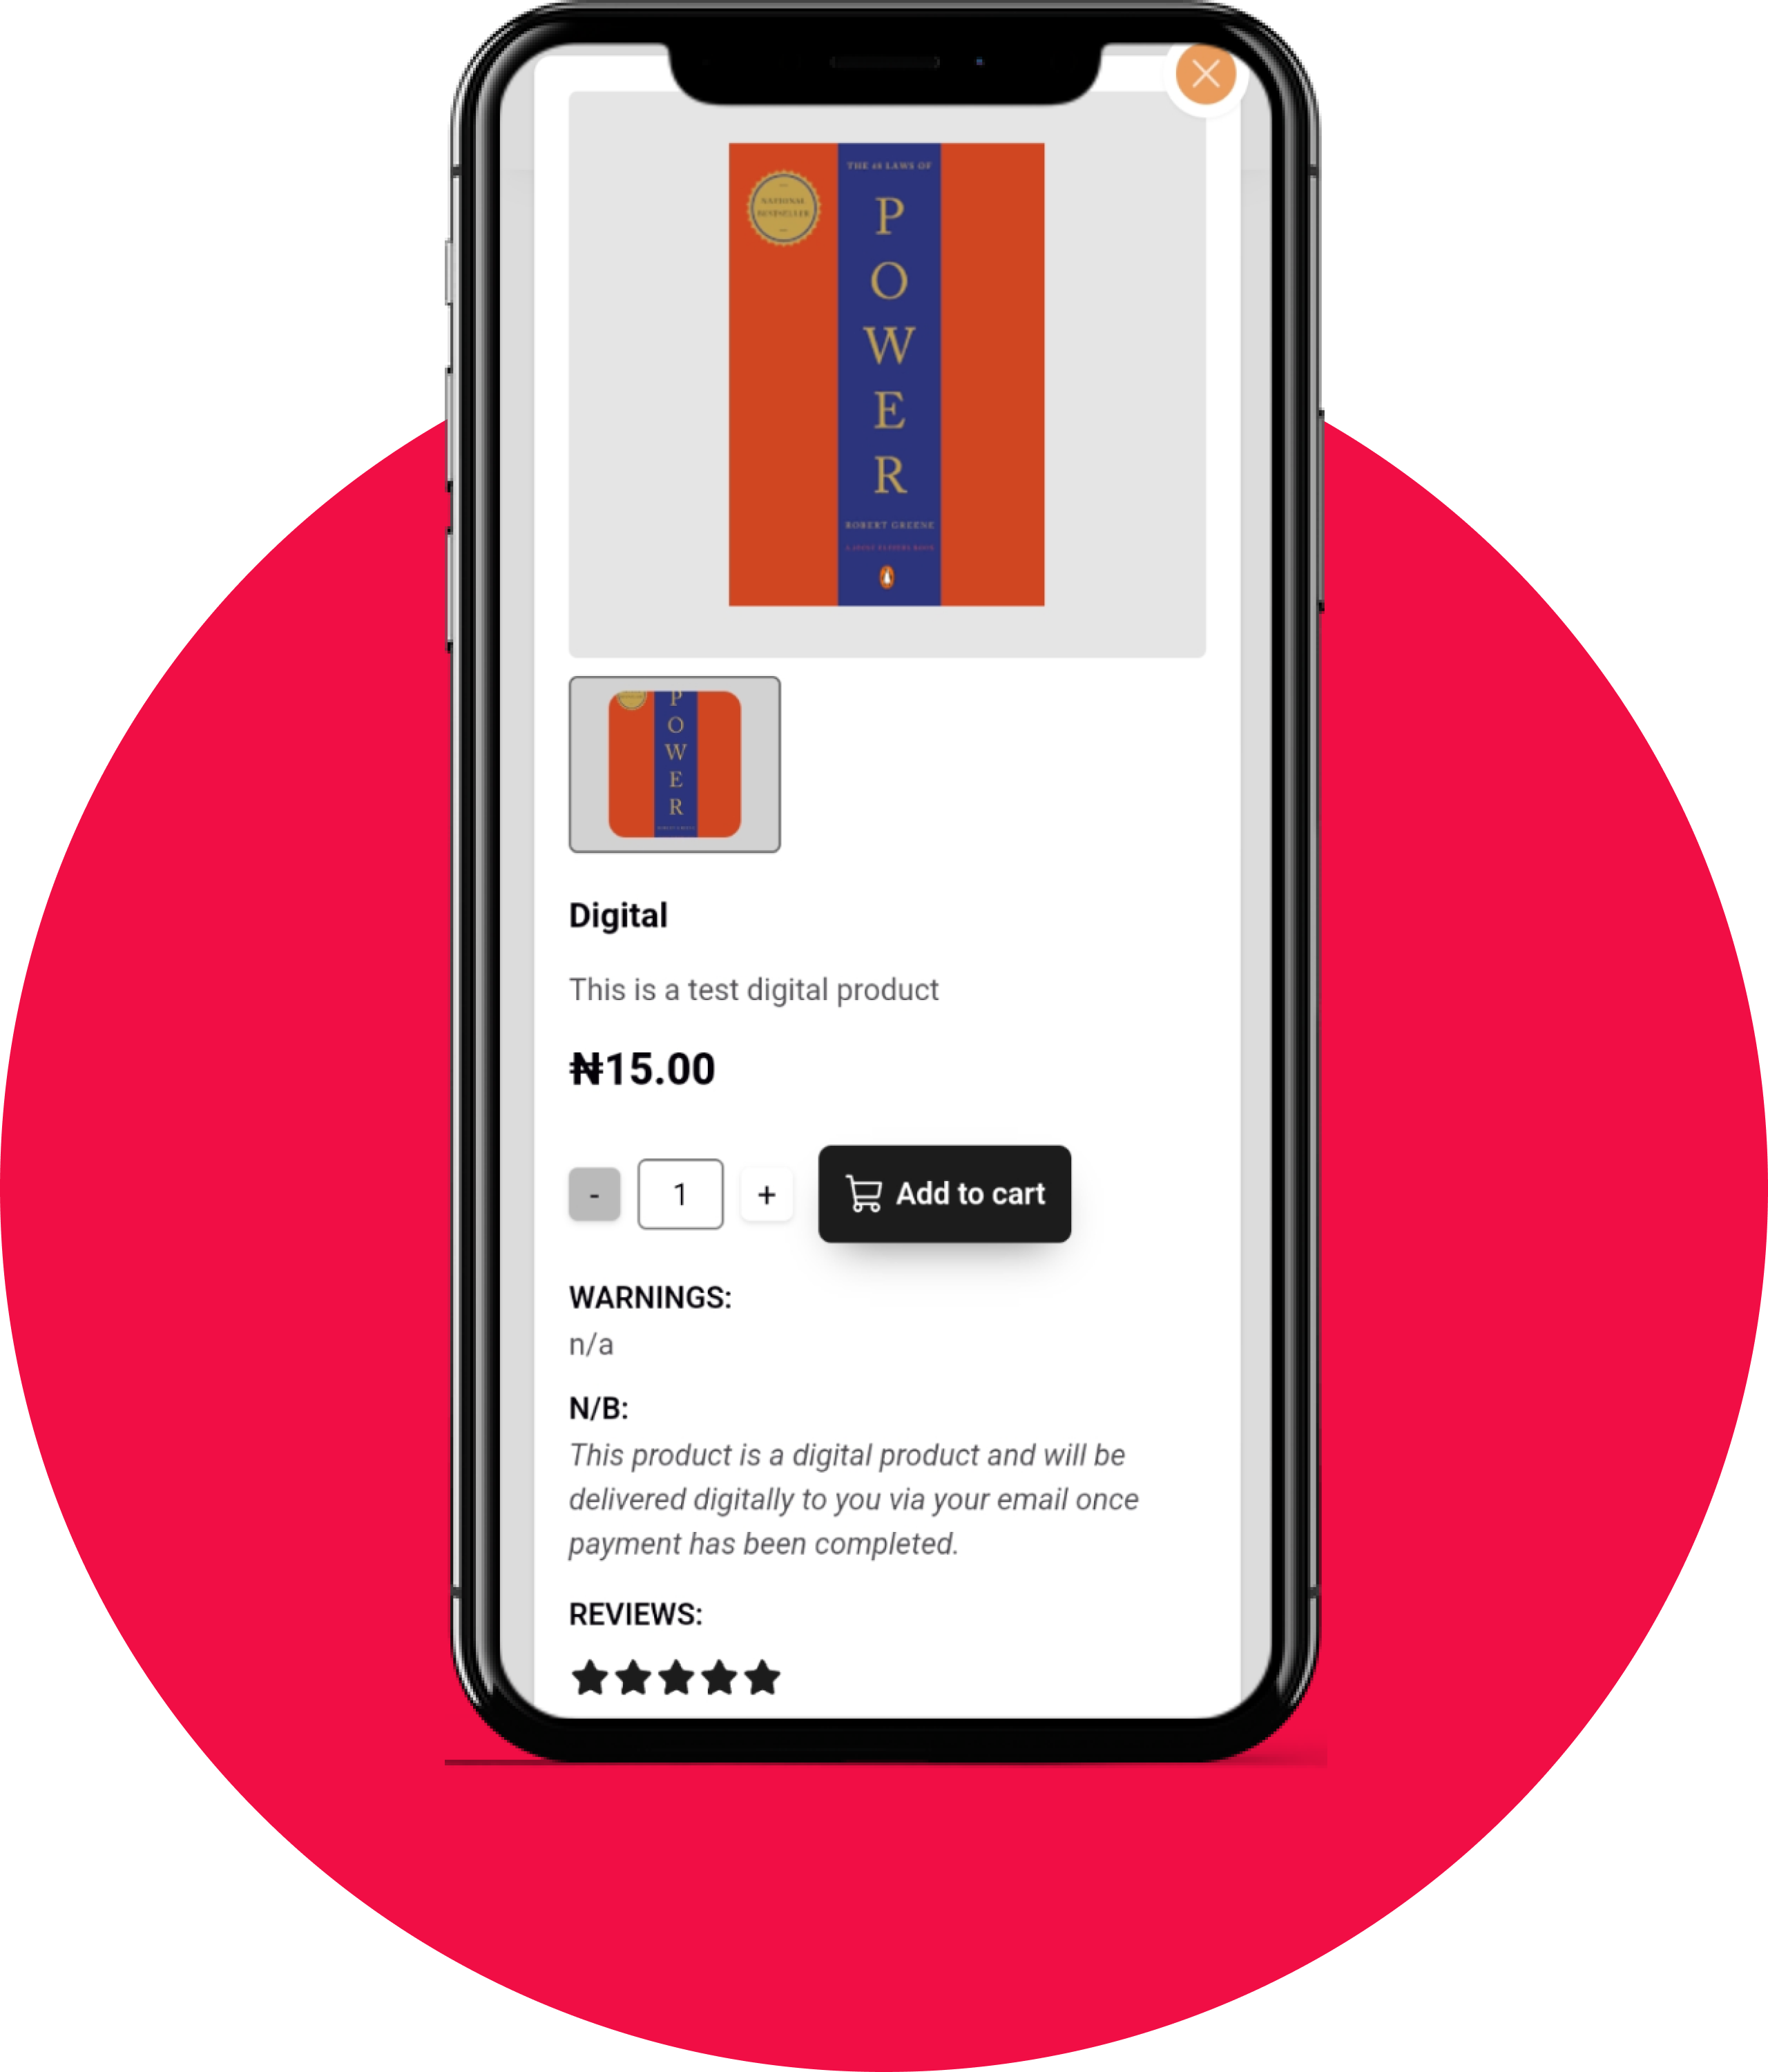 THE 48 LAWS OF
NATIONAL
BESTSELLER
P
O
W
E
R
ROBERT GREENE
P
O
W
E
R
Digital
This is a test digital product
₦15.00
- 1 + Add to cart
WARNINGS:
n/a
N/B:
This product is a digital product and will be
delivered digitally to you via your email once
payment has been completed.
REVIEWS: